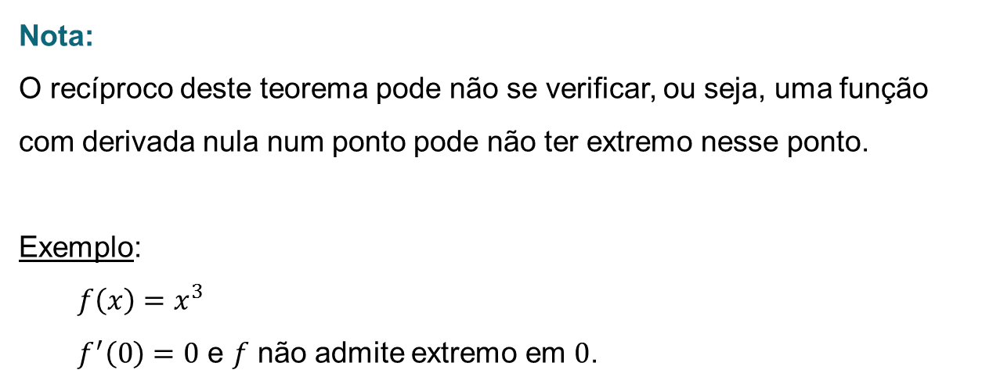 Nota:
O recíproco deste teorema pode não se verificar, ou seja, uma função
com derivada nula num ponto pode não ter extremo nesse ponto.
Exemplo:
f(x) = x³
f′(0) = 0 e f não admite extremo em 0.